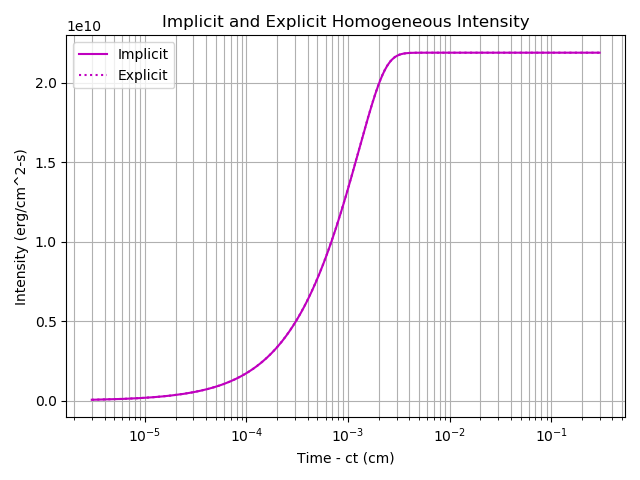 Implicit and Explicit Homogeneous Intensity
1e10
Implicit
Explicit
2.0
1.5
1.0
0.5
0.0
Intensity (erg/cm^2-s)
10⁻⁵ 10⁻⁴ 10⁻³ 10⁻² 10⁻¹
Time - ct (cm)